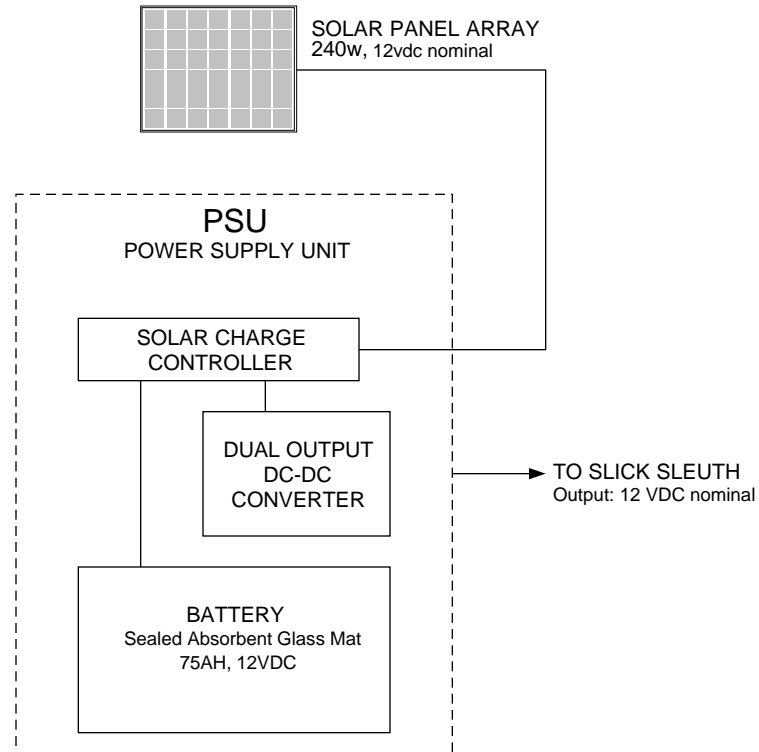 SOLAR PANEL ARRAY
240w, 12vdc nominal
PSU
POWER SUPPLY UNIT
SOLAR CHARGE
CONTROLLER
DUAL OUTPUT
DC-DC
CONVERTER
TO SLICK SLEUTH
Output: 12 VDC nominal
BATTERY
Sealed Absorbent Glass Mat
75AH, 12VDC